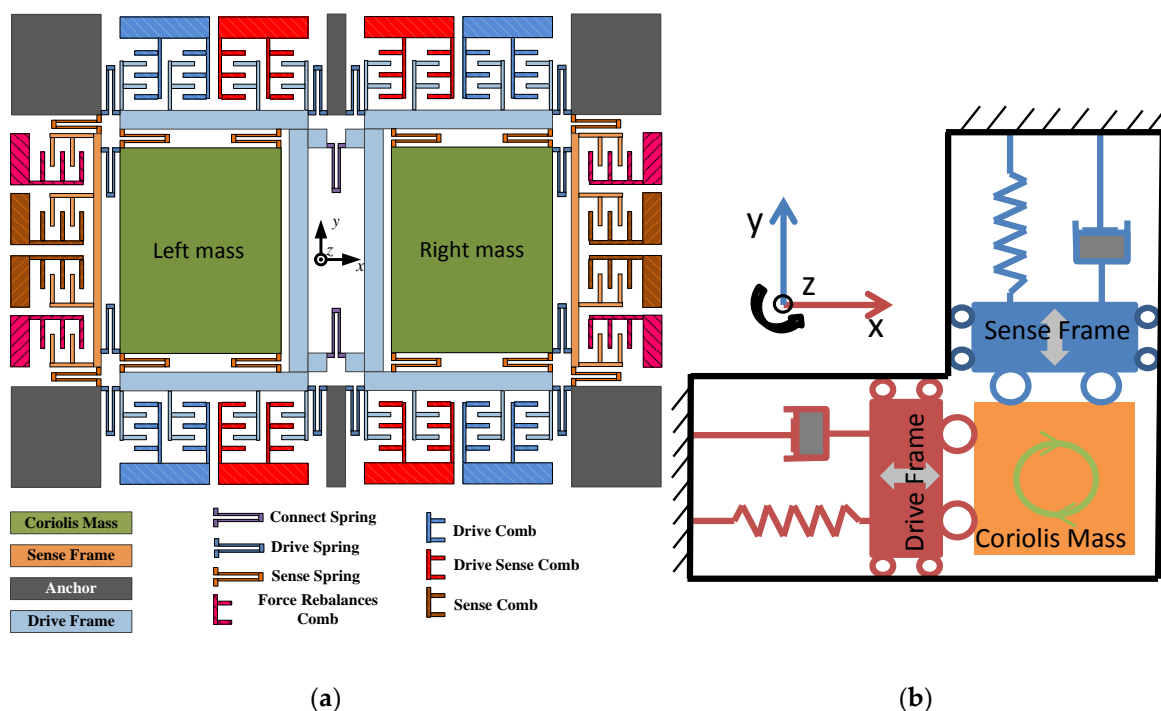 Left mass
Right mass
y
z
x
Coriolis Mass
Sense Frame
Anchor
Drive Frame
Connect Spring
Drive Spring
Sense Spring
Force Rebalances
Comb
Drive Comb
Drive Sense Comb
Sense Comb
(a)
y
z
x
Sense Frame
Drive Frame
Coriolis Mass
(b)